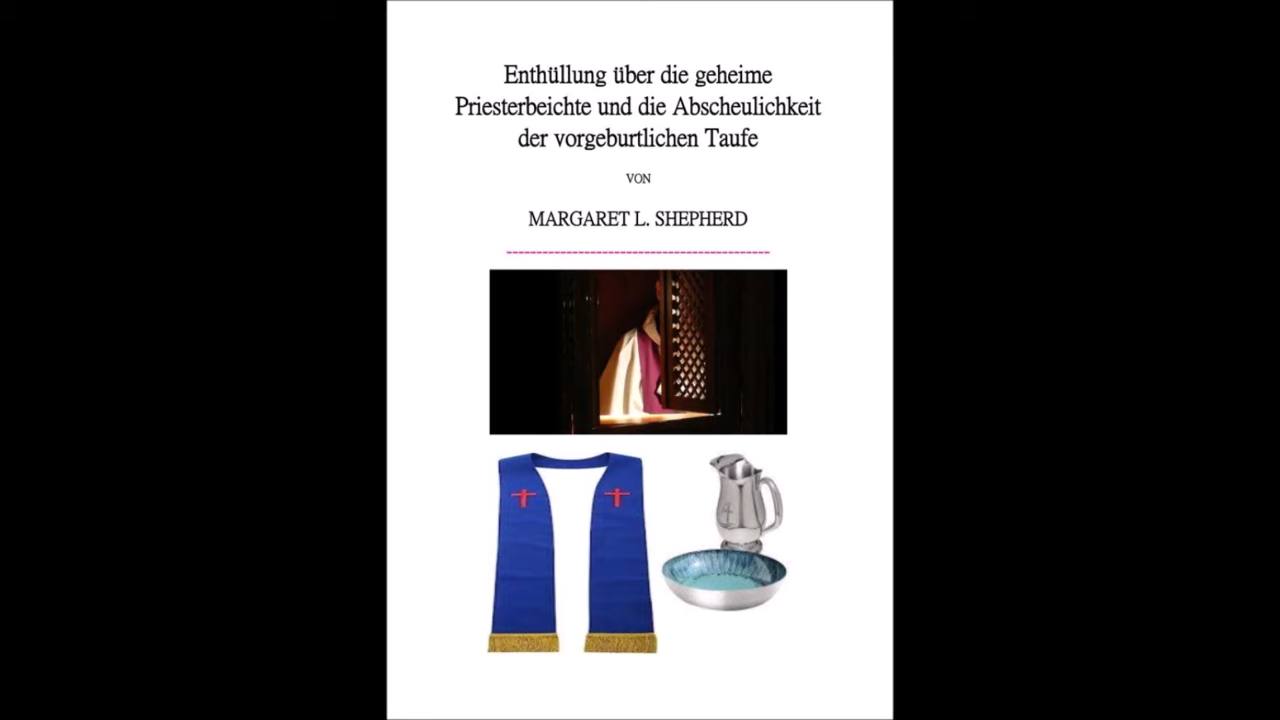 Enthüllung über die geheime
Priesterbeichte und die Abscheulichkeit
der vorgeburtlichen Taufe
VON
MARGARET L. SHEPHERD